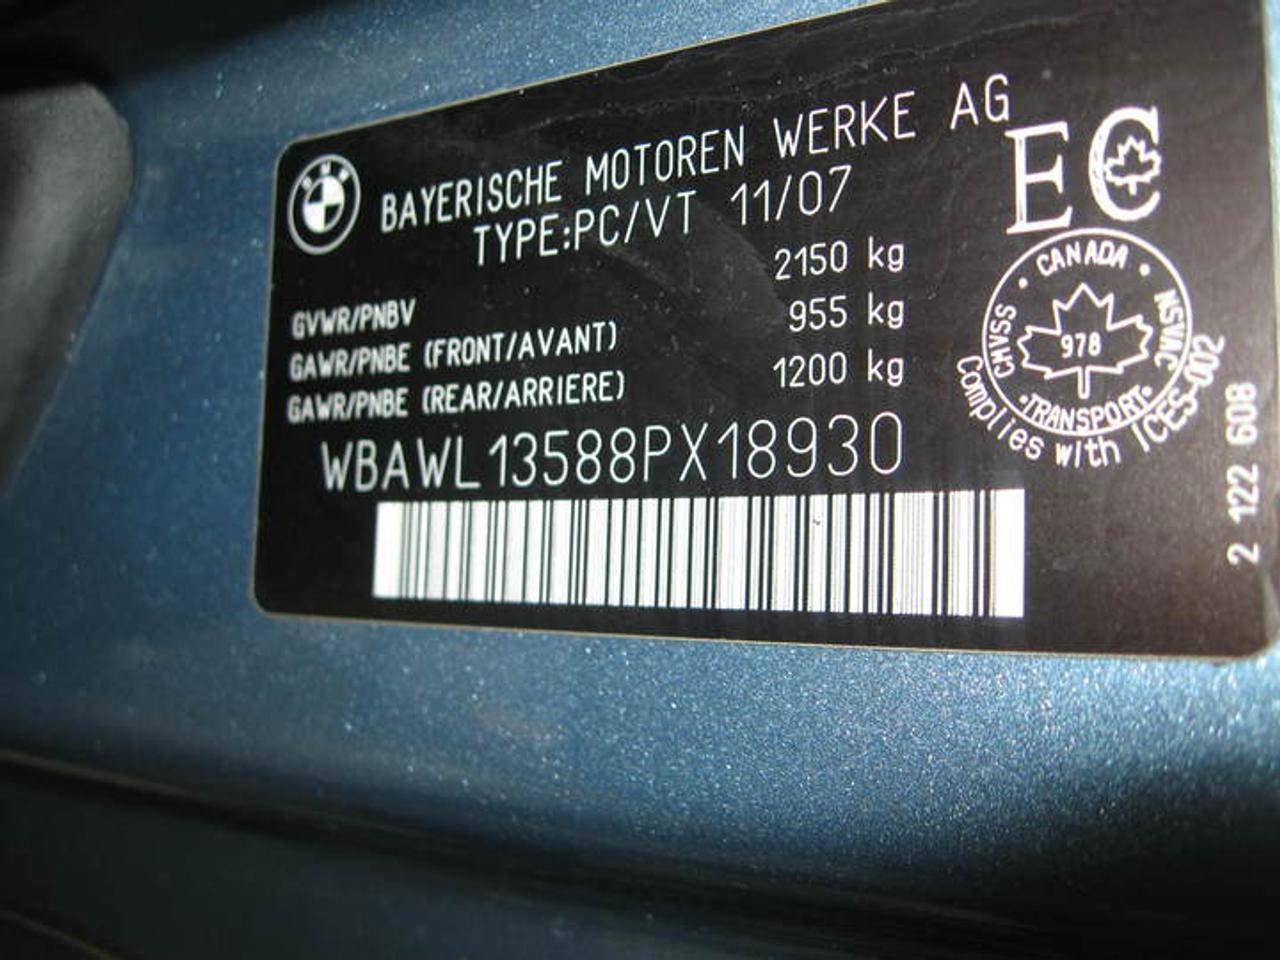 BMW
BAYERISCHE MOTOREN WERKE AG
TYPE:PC/VT 11/07
GVWR/PNBV 2150 kg
GAWR/PNBE (FRONT/AVANT) 955 kg
GAWR/PNBE (REAR/ARRIERE) 1200 kg
WBAWL13588PX18930
EC
CANADA
CMVSS
978
NSVAC
TRANSPORT
Complies with ICES-002
2 122 608